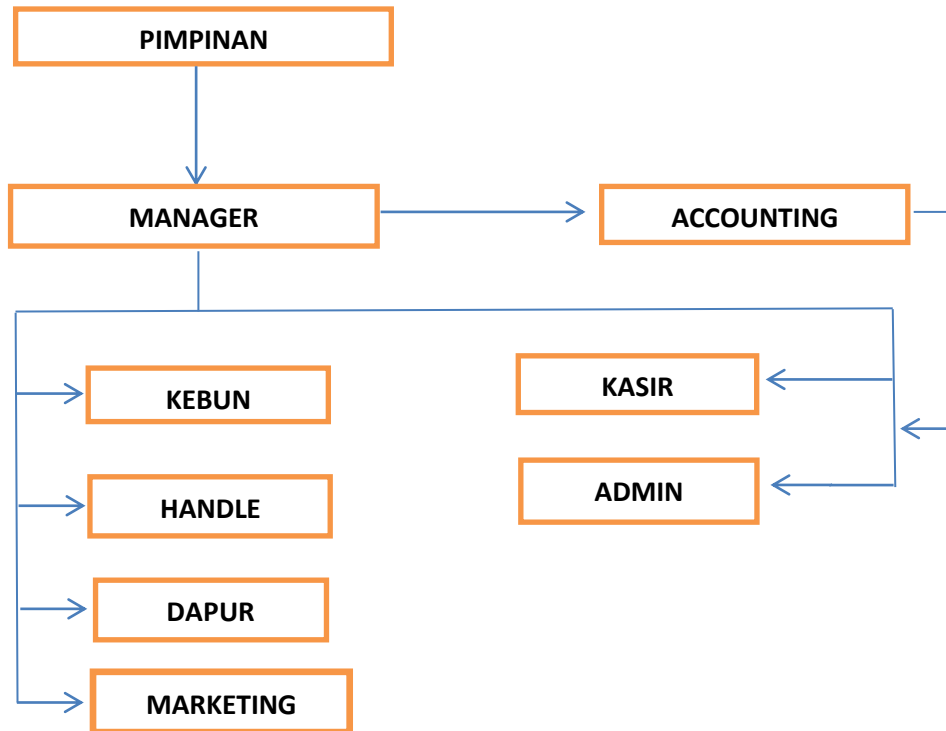 PIMPINAN
MANAGER
ACCOUNTING
KEBUN
KASIR
HANDLE
ADMIN
DAPUR
MARKETING